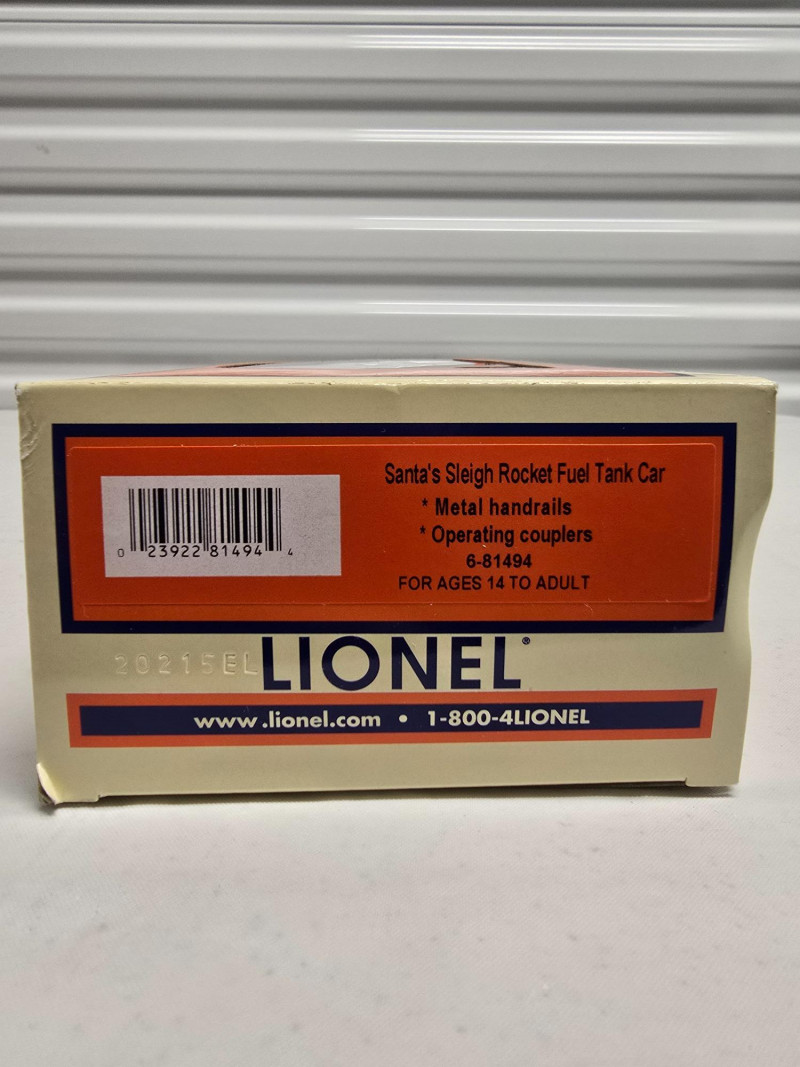 Santa's Sleigh Rocket Fuel Tank Car
* Metal handrails
* Operating couplers
6-81494
FOR AGES 14 TO ADULT
0 23922 81494 4
20215EL
LIONEL®
www.lionel.com • 1-800-4LIONEL